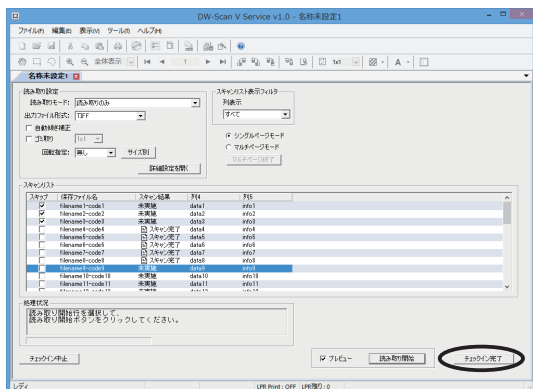 DW-Scan V Service v1.0 - 名称未設定1
ファイル(F) 編集(E) 表示(V) ツール(T) ヘルプ(H)
全体表示 1 1x1 A
名称未設定1
読み取り設定
読み取りモード: 読み取りのみ
出力ファイル形式: TIFF
自動傾き補正
ゴミ取り 1x1
回転指定: 無し サイズ別
詳細設定を開く
スキャンリスト表示フィルター
列表示
すべて
シングルページモード
マルチページモード
マルチページ終了
スキャンリスト
スキップ 保存ファイル名 スキャン結果 列4 列5
filename1-code1 未実施 data1 info1
filename2-code2 未実施 data2 info2
filename3-code3 未実施 data3 info3
filename4-code4 スキャン完了 data4 info4
filename5-code5 スキャン完了 data5 info5
filename6-code6 スキャン完了 data6 info6
filename7-code7 スキャン完了 data7 info7
filename8-code8 スキャン完了 data8 info8
filename9-code9 未実施 data9 info9
filename10-code10 未実施 data10 info10
filename11-code11 未実施 data11 info11
処理状況
読み取り開始行を選択して、
読み取り開始ボタンをクリックしてください。
チェックイン中止 プレビュー 読み取り開始 チェックイン完了
レディ LPR Print : OFF LPR残り : 0